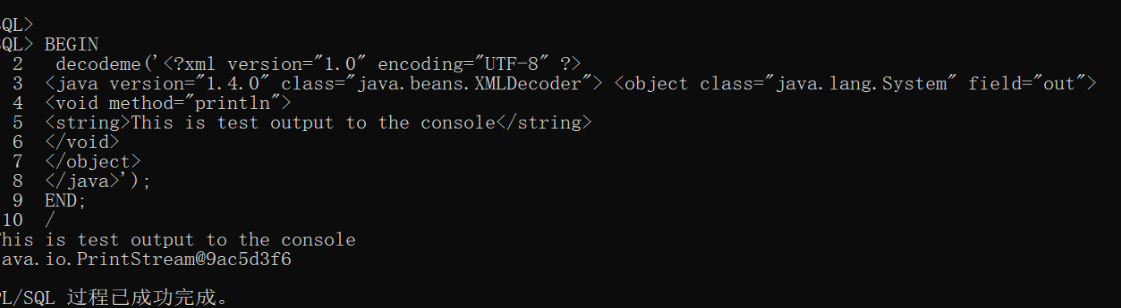 QL>
QL> BEGIN
2 decodeme('<?xml version="1.0" encoding="UTF-8" ?>
3 <java version="1.4.0" class="java.beans.XMLDecoder"> <object class="java.lang.System" field="out">
4 <void method="println">
5 <string>This is test output to the console</string>
6 </void>
7 </object>
8 </java>');
9 END;
10 /
This is test output to the console
ava.io.PrintStream@9ac5d3f6
PL/SQL 过程已成功完成。